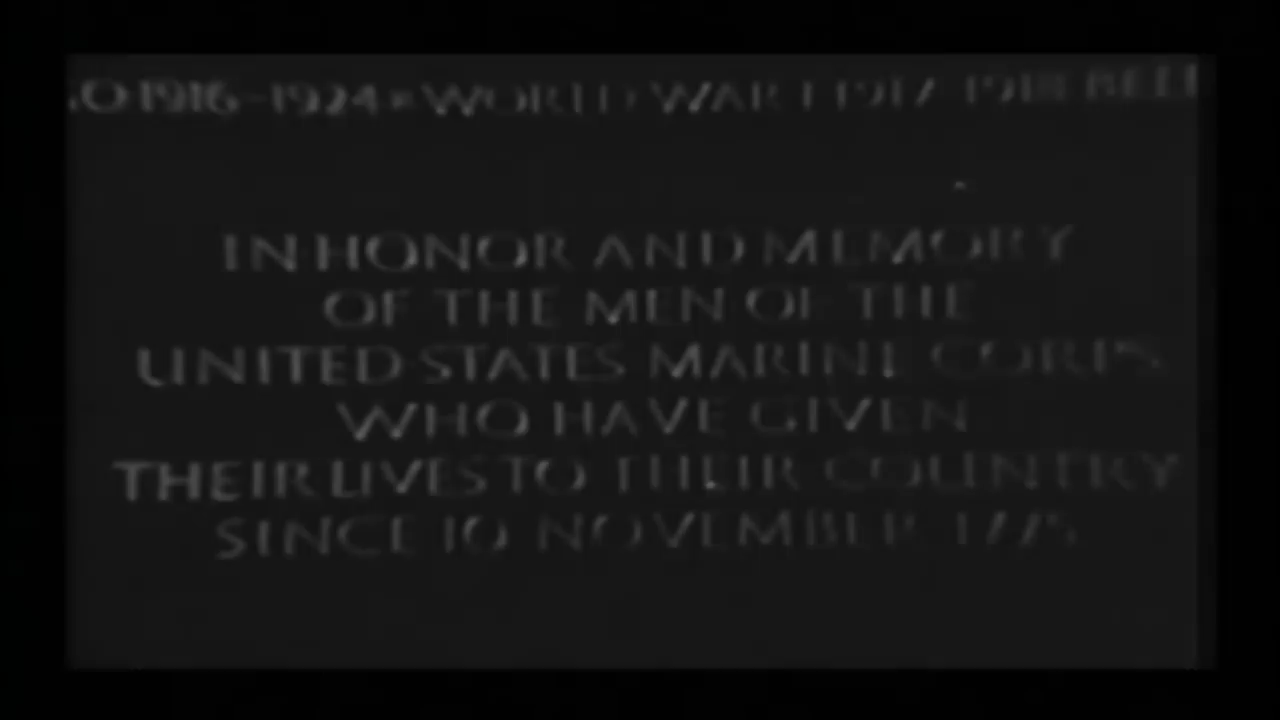 O 1916-1924 * WORLD WAR I 1917 1918 BELL
IN HONOR AND MEMORY
OF THE MEN OF THE
UNITED STATES MARINE CORPS
WHO HAVE GIVEN
THEIR LIVES TO THEIR COUNTRY
SINCE 10 NOVEMBER 1775